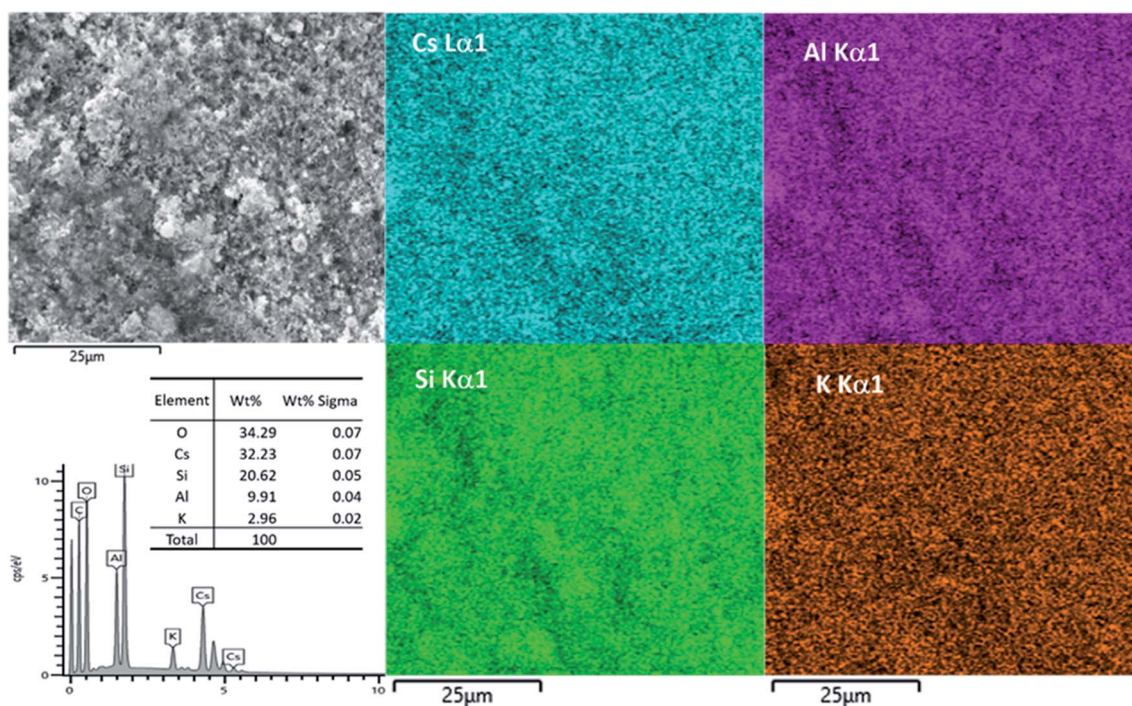 Cs Lα1
Al Kα1
25µm
Si Kα1
K Kα1
Element Wt% Wt% Sigma
O 34.29 0.07
Cs 32.23 0.07
Si 20.62 0.05
Al 9.91 0.04
K 2.96 0.02
Total 100
10
5
0
cps/eV
C
O
Al
Si
K
Cs
Cs
0 5 10
25µm
25µm